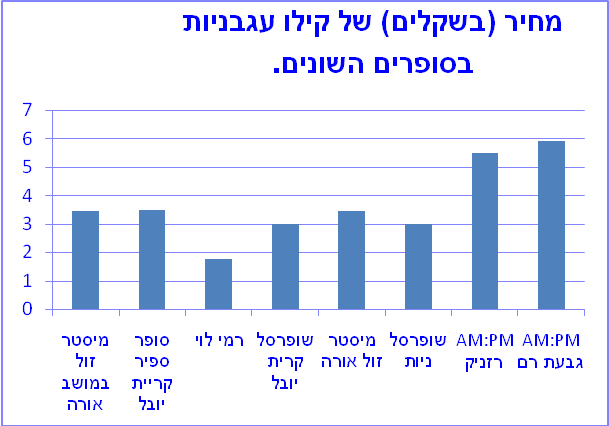 מחיר (בשקלים) של קילו עגבניות
בסופרים השונים.
7
6
5
4
3
2
1
0
מיסטר
זול
במושב
אורה
סופר
ספיר
קריית
יובל
רמי לוי
שופרסל
קרית
יובל
מיסטר
זול אורה
שופרסל
ניות
AM:PM
רזניק
AM:PM
גבעת רם